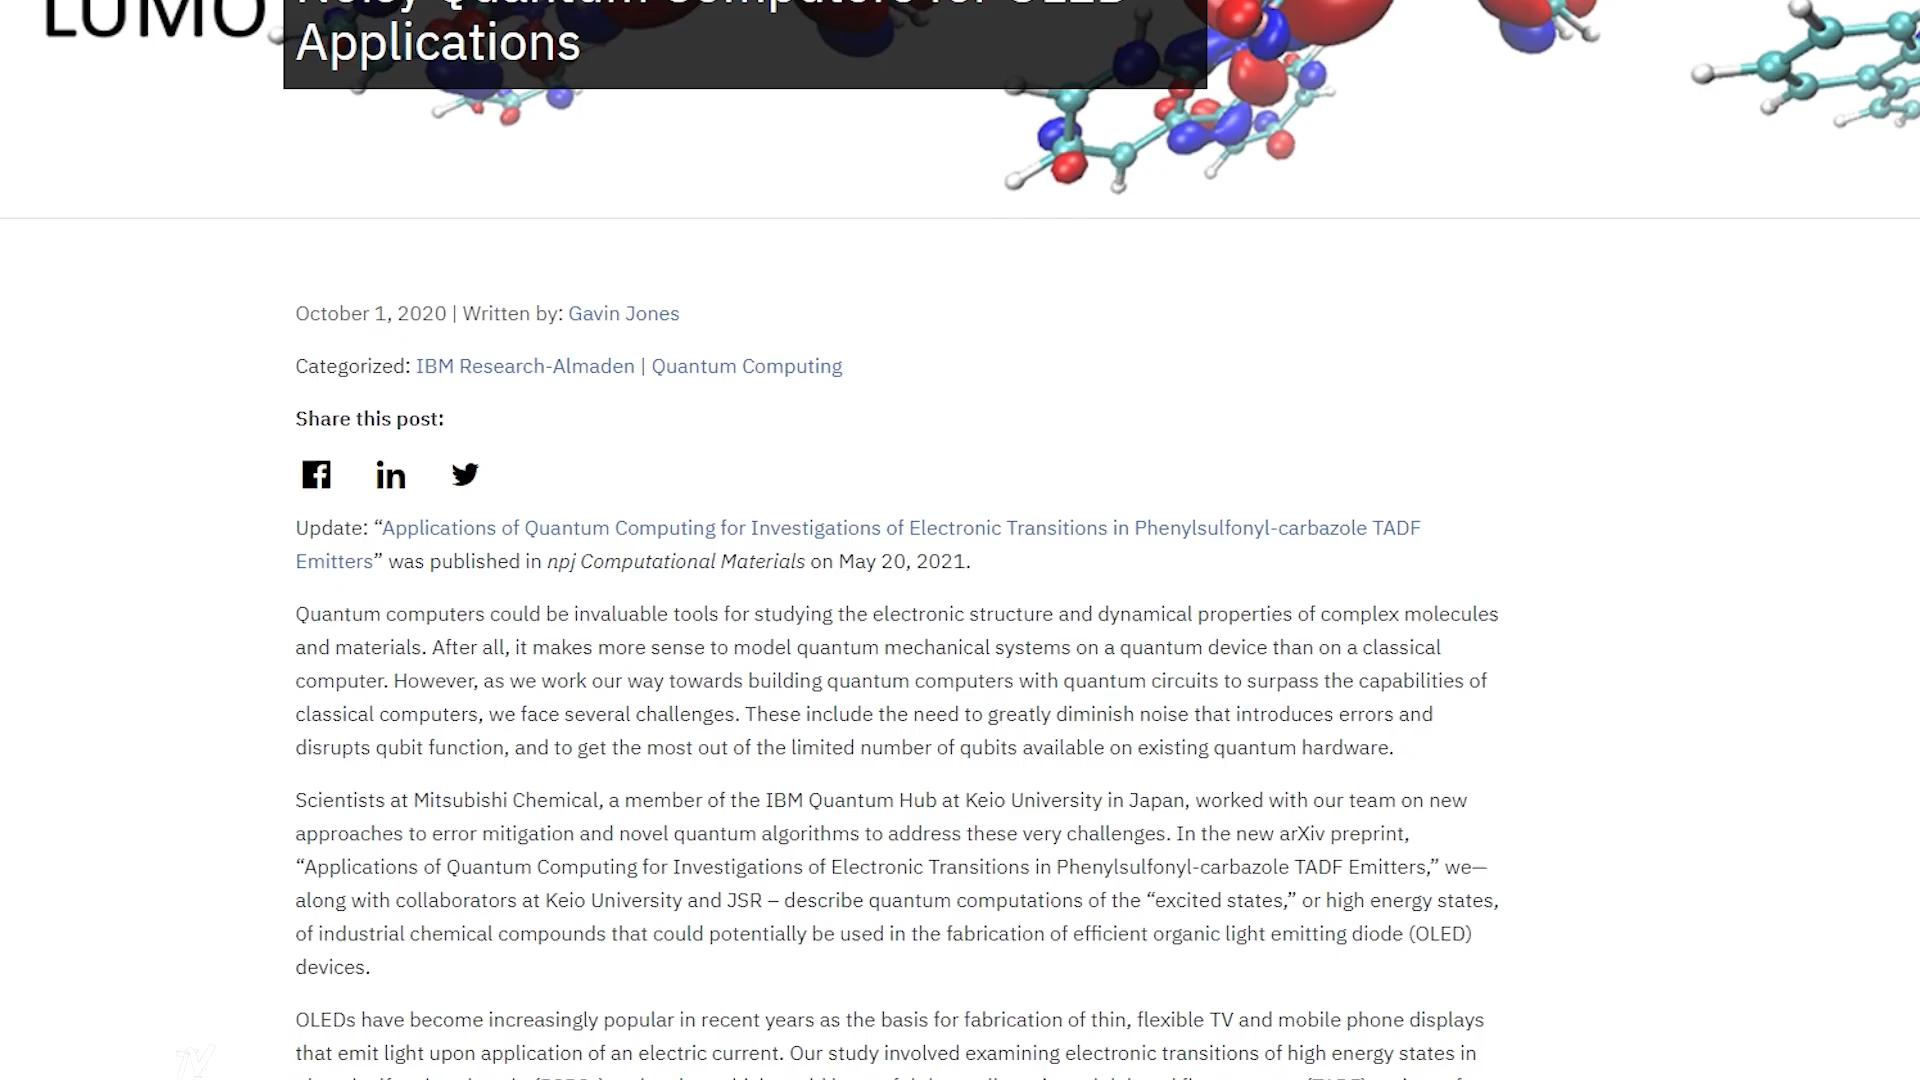 LUMO
Noisy Quantum Computers for OLED
Applications
October 1, 2020 | Written by: Gavin Jones
Categorized: IBM Research-Almaden | Quantum Computing
Share this post:
Update: “Applications of Quantum Computing for Investigations of Electronic Transitions in Phenylsulfonyl-carbazole TADF
Emitters” was published in npj Computational Materials on May 20, 2021.
Quantum computers could be invaluable tools for studying the electronic structure and dynamical properties of complex molecules
and materials. After all, it makes more sense to model quantum mechanical systems on a quantum device than on a classical
computer. However, as we work our way towards building quantum computers with quantum circuits to surpass the capabilities of
classical computers, we face several challenges. These include the need to greatly diminish noise that introduces errors and
disrupts qubit function, and to get the most out of the limited number of qubits available on existing quantum hardware.
Scientists at Mitsubishi Chemical, a member of the IBM Quantum Hub at Keio University in Japan, worked with our team on new
approaches to error mitigation and novel quantum algorithms to address these very challenges. In the new arXiv preprint,
“Applications of Quantum Computing for Investigations of Electronic Transitions in Phenylsulfonyl-carbazole TADF Emitters,” we—
along with collaborators at Keio University and JSR – describe quantum computations of the “excited states,” or high energy states,
of industrial chemical compounds that could potentially be used in the fabrication of efficient organic light emitting diode (OLED)
devices.
OLEDs have become increasingly popular in recent years as the basis for fabrication of thin, flexible TV and mobile phone displays
that emit light upon application of an electric current. Our study involved examining electronic transitions of high energy states in